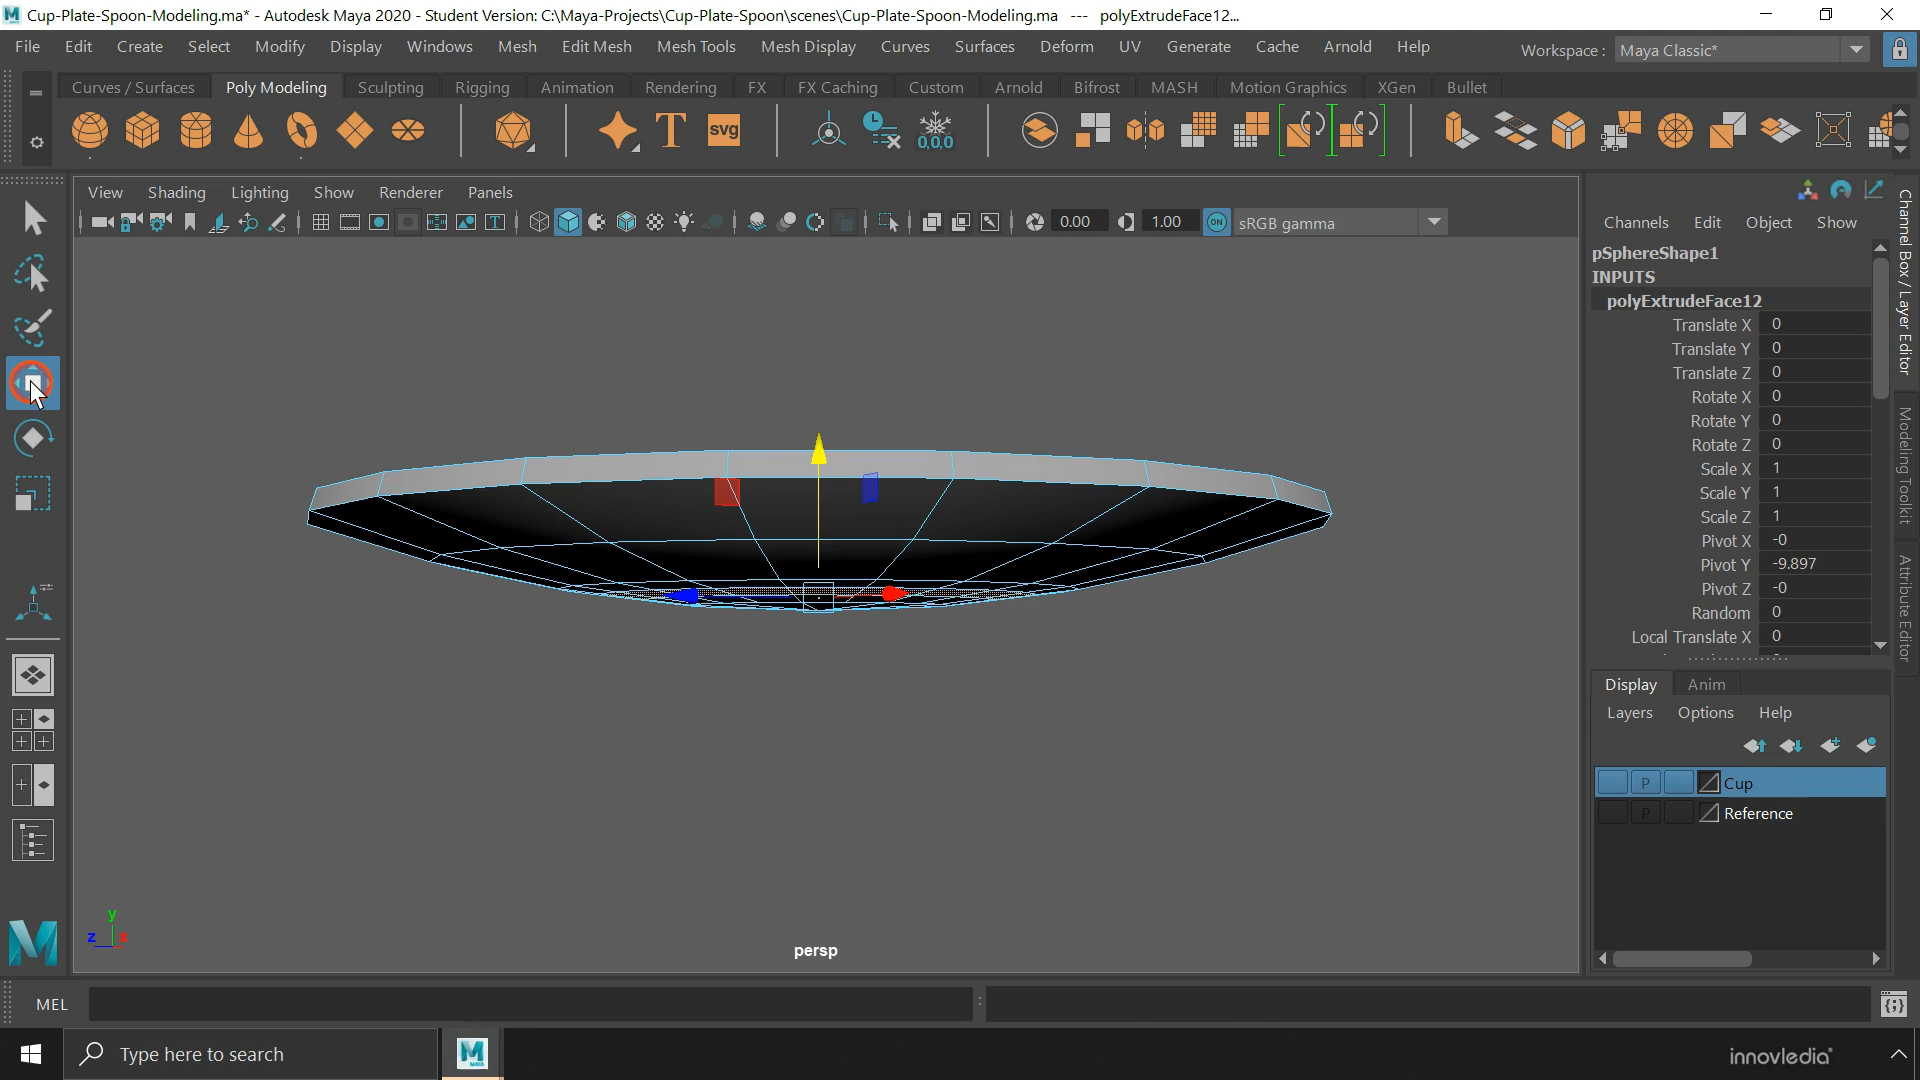 Cup-Plate-Spoon-Modeling.ma* - Autodesk Maya 2020 - Student Version: C:\Maya-Projects\Cup-Plate-Spoon\scenes\Cup-Plate-Spoon-Modeling.ma --- polyExtrudeFace12...
File Edit Create Select Modify Display Windows Mesh Edit Mesh Mesh Tools Mesh Display Curves Surfaces Deform UV Generate Cache Arnold Help Workspace : Maya Classic*
Curves / Surfaces Poly Modeling Sculpting Rigging Animation Rendering FX FX Caching Custom Arnold Bifrost MASH Motion Graphics XGen Bullet
T svg 0,0,0
View Shading Lighting Show Renderer Panels
0.00 1.00 ON sRGB gamma
Channels Edit Object Show
pSphereShape1
INPUTS
polyExtrudeFace12
Translate X 0
Translate Y 0
Translate Z 0
Rotate X 0
Rotate Y 0
Rotate Z 0
Scale X 1
Scale Y 1
Scale Z 1
Pivot X -0
Pivot Y -9.897
Pivot Z -0
Random 0
Local Translate X 0
Channel Box / Layer Editor
Modeling Toolkit
Attribute Editor
Display Anim
Layers Options Help
P Cup
P Reference
y
z x
persp
MEL
Type here to search
MAYA
innovledia